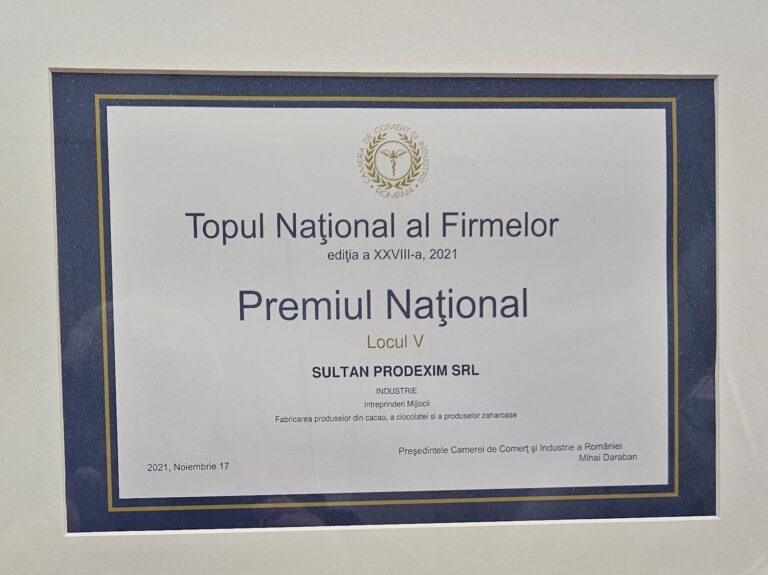 CAMERA DE COMERŢ ŞI INDUSTRIE
• ROMÂNIA •
Topul Naţional al Firmelor
ediţia a XXVIII-a, 2021
Premiul Naţional
Locul V
SULTAN PRODEXIM SRL
INDUSTRIE
Intreprinderi Mijlocii
Fabricarea produselor din cacao, a ciocolatei si a produselor zaharoase
Preşedintele Camerei de Comerţ şi Industrie a României
Mihai Daraban
2021, Noiembrie 17